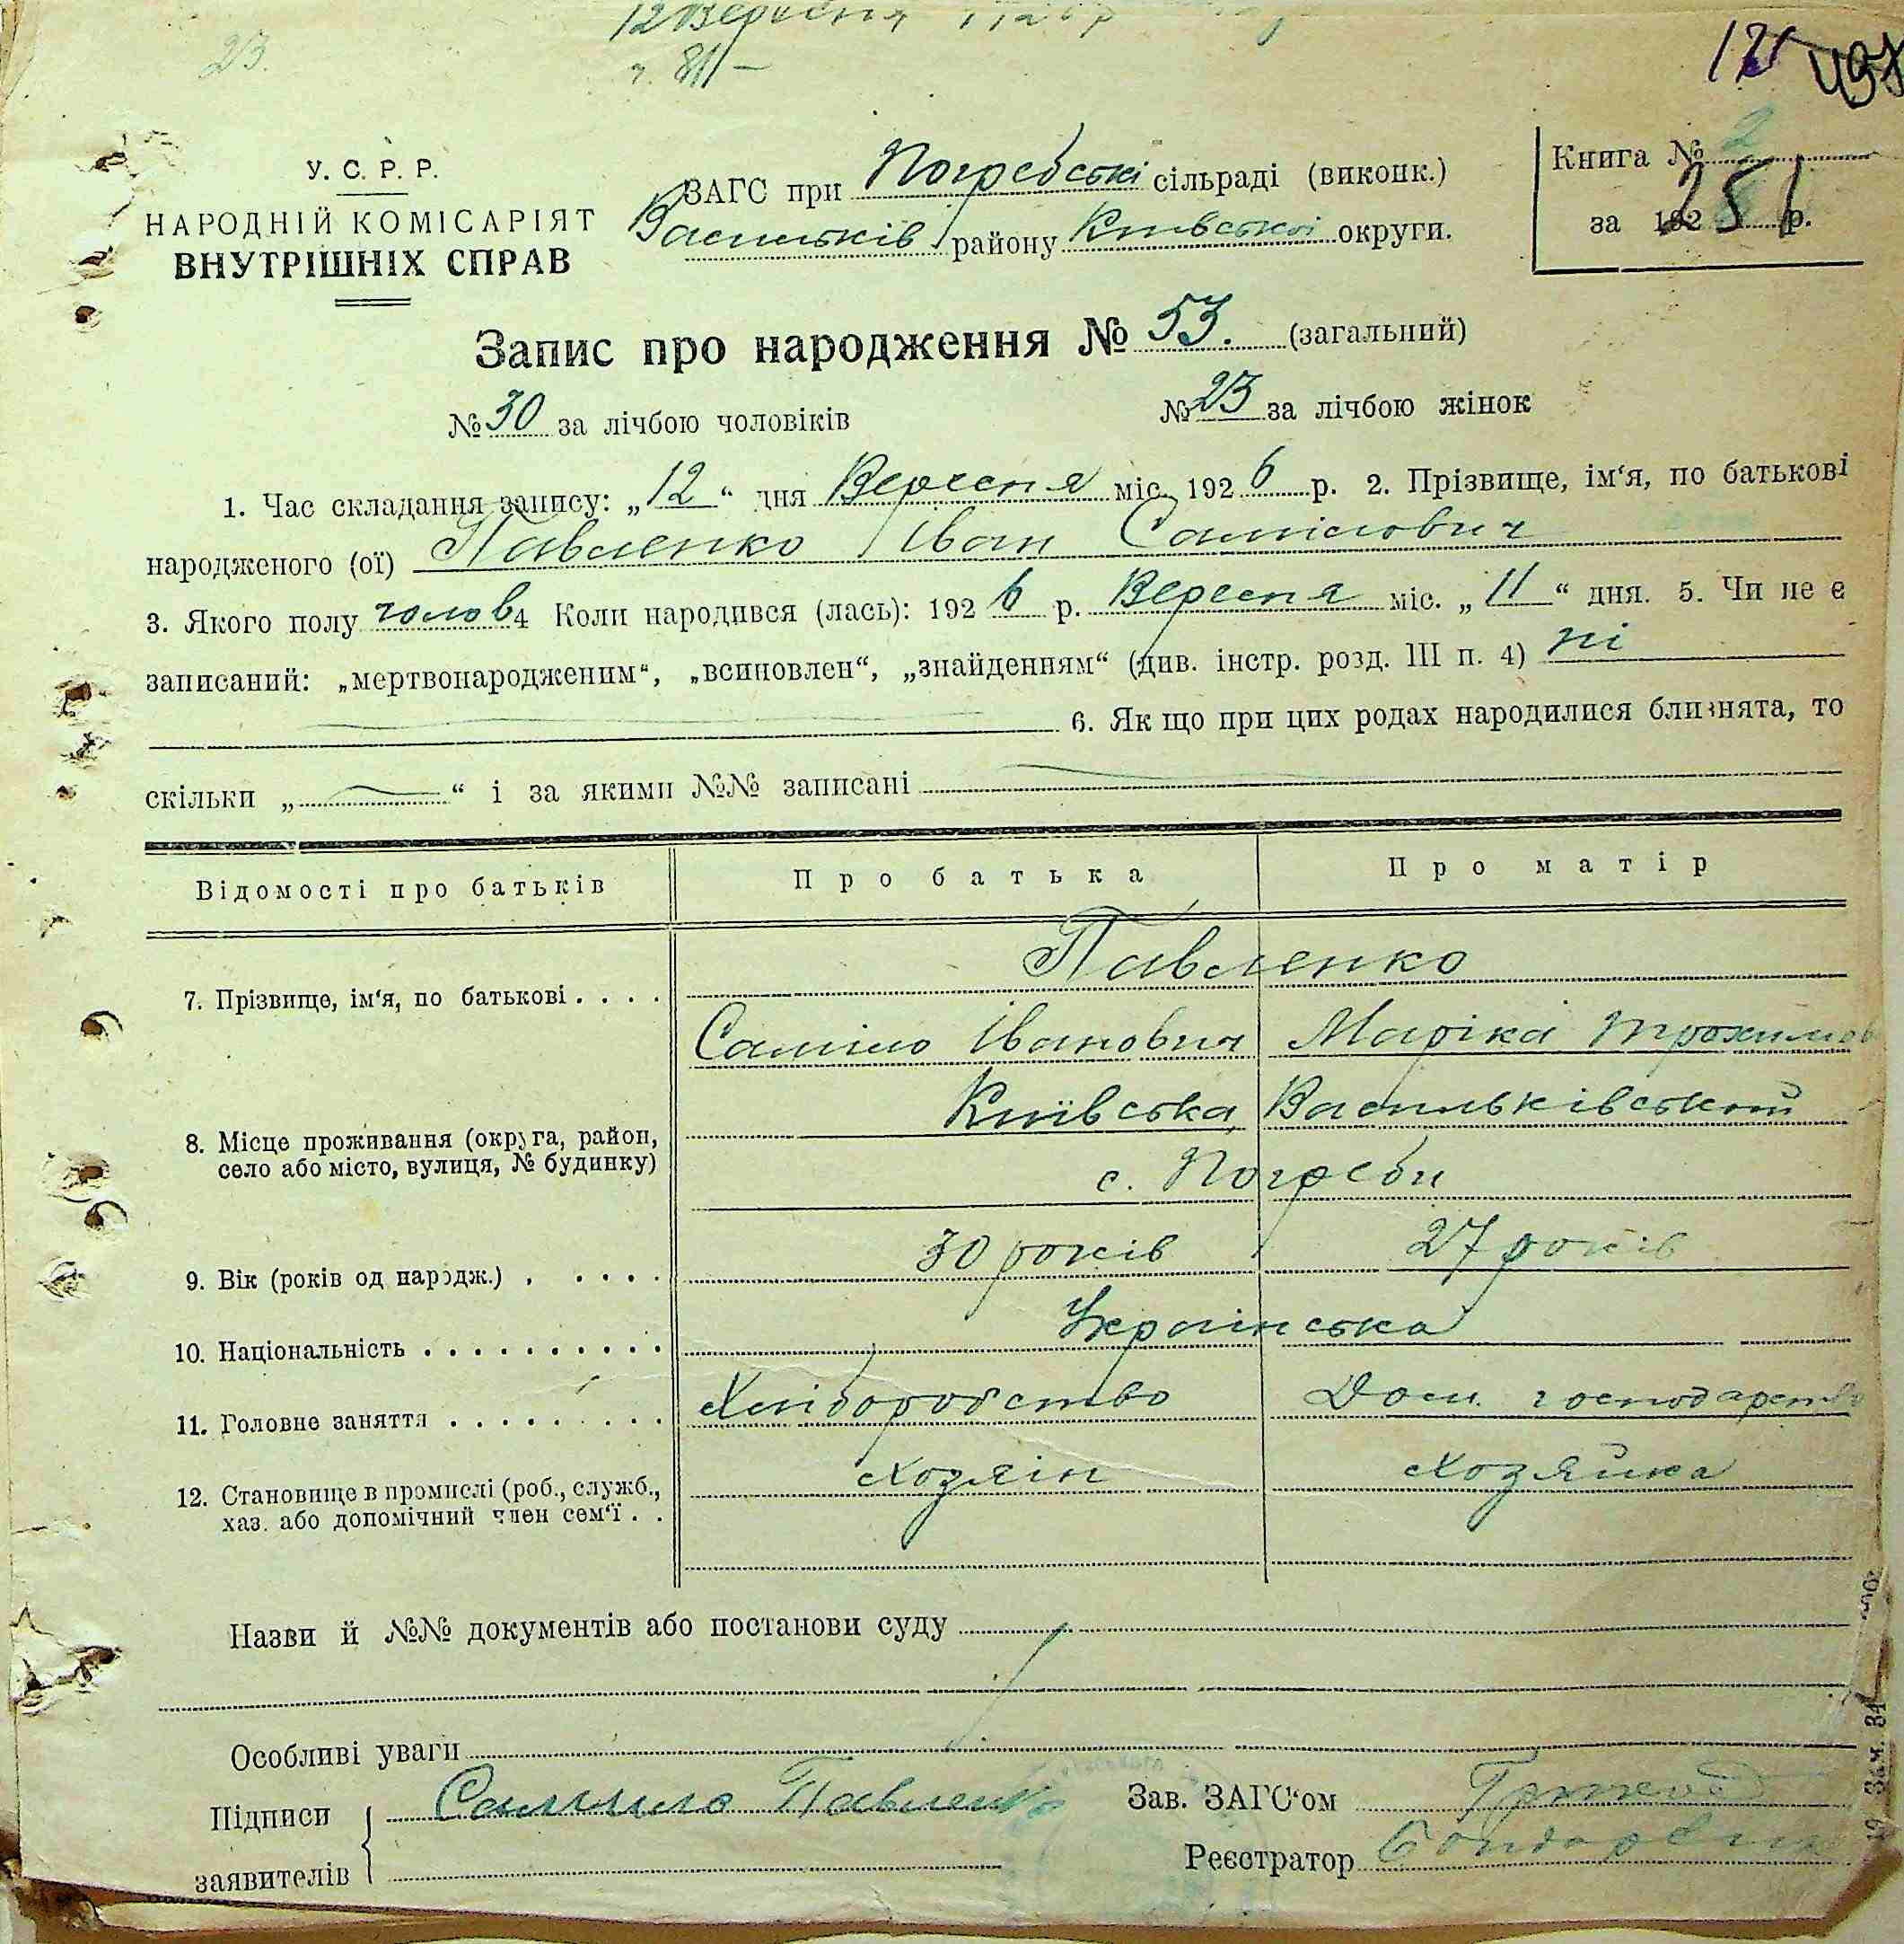 12 Вересня
23.
ч. 811 –
У. С. Р. Р.
НАРОДНІЙ КОМІСАРІЯТ
ВНУТРІШНІХ СПРАВ
ЗАГС при Погребські сільраді (виконк.)
Васильків району Київської округи.
Книга № 2
за 192 р.
251
Запис про народження № 53. (загальний)
№ 30 за лічбою чоловіків № 23 за лічбою жінок
1. Час складання запису: „12“ дня Вересня міс. 1926 р. 2. Прізвище, ім‘я, по батькові
народженого (ої) Павленко Іван Самійлович
3. Якого полу чолов 4 Коли народився (лась): 1926 р. Вересня міс. „11“ дня. 5. Чи не є
записаний: „мертвонародженим“, „всиновлен“, „знайденням“ (див. інстр. розд. III п. 4) ні
6. Як що при цих родах народилися близнята, то
скільки „ “ і за якими №№ записані
Відомості про батьків Про батька Про матір
Павленко
7. Прізвище, ім‘я, по батькові . . . .
Самійло Іванович Маріка Трохимов
Київська, Васильківський
8. Місце проживання (округа, район,
село або місто, вулиця, № будинку)
с. Погреби
9. Вік (років од народж.) . . . . . 30 років 27 років
10. Національність . . . . . . . . . . Українська
11. Головне заняття . . . . . . . . . Хліборобство Дом. господарство
12. Становище в промислі (роб., служб.,
хаз. або допомічний член сем‘ї . . Хозяін Хозяйка
Назви й №№ документів або постанови суду
Особливі уваги
Підписи
заявителів
Самійло Павленко
Зав. ЗАГС‘ом
Реєстратор